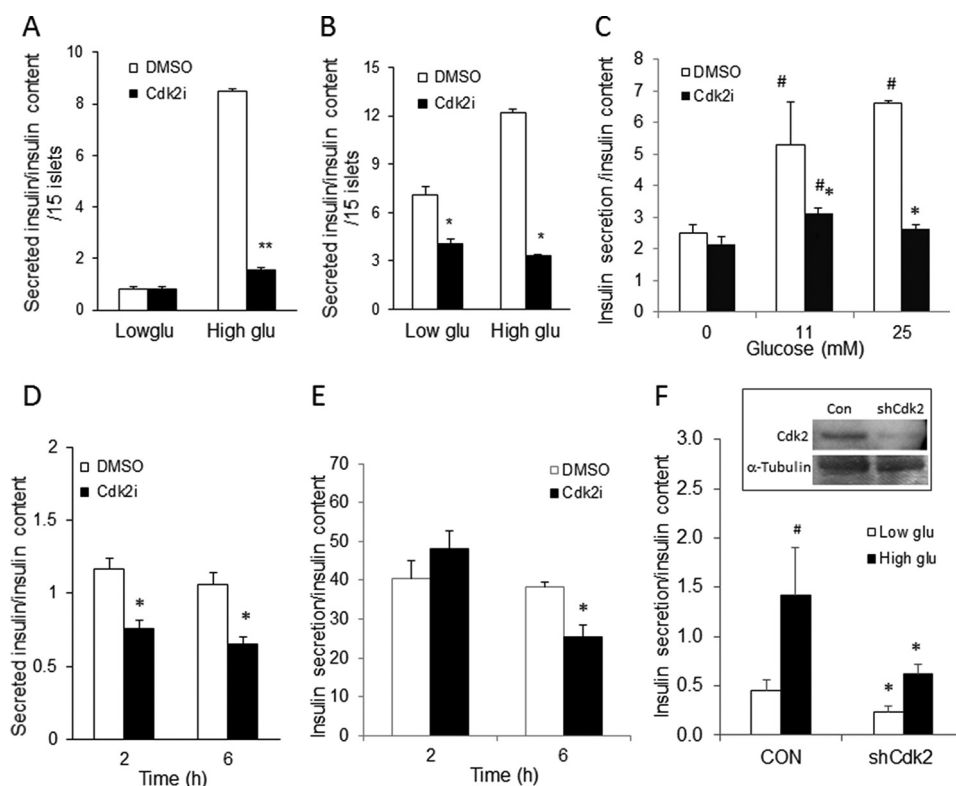 A
Secreted insulin/insulin content
/15 islets
10
8
6
4
2
0
DMSO
Cdk2i
**
Lowglu
High glu
B
Secreted insulin/insulin content
/15 islets
15
12
9
6
3
0
DMSO
Cdk2i
*
*
Low glu
High glu
C
Insulin secretion /insulin content
8
7
6
5
4
3
2
1
0
DMSO
Cdk2i
#
#
#*
*
0
11
25
Glucose (mM)
D
Secreted insulin/insulin content
2
1.5
1
0.5
0
DMSO
Cdk2i
*
*
2
6
Time (h)
E
Insulin secretion/insulin content
70
60
50
40
30
20
10
0
DMSO
Cdk2i
*
2
6
Time (h)
F
Con
shCdk2
Cdk2
α-Tubulin
Insulin secretion/insulin content
3.0
2.5
2.0
1.5
1.0
0.5
0.0
Low glu
High glu
#
*
*
CON
shCdk2